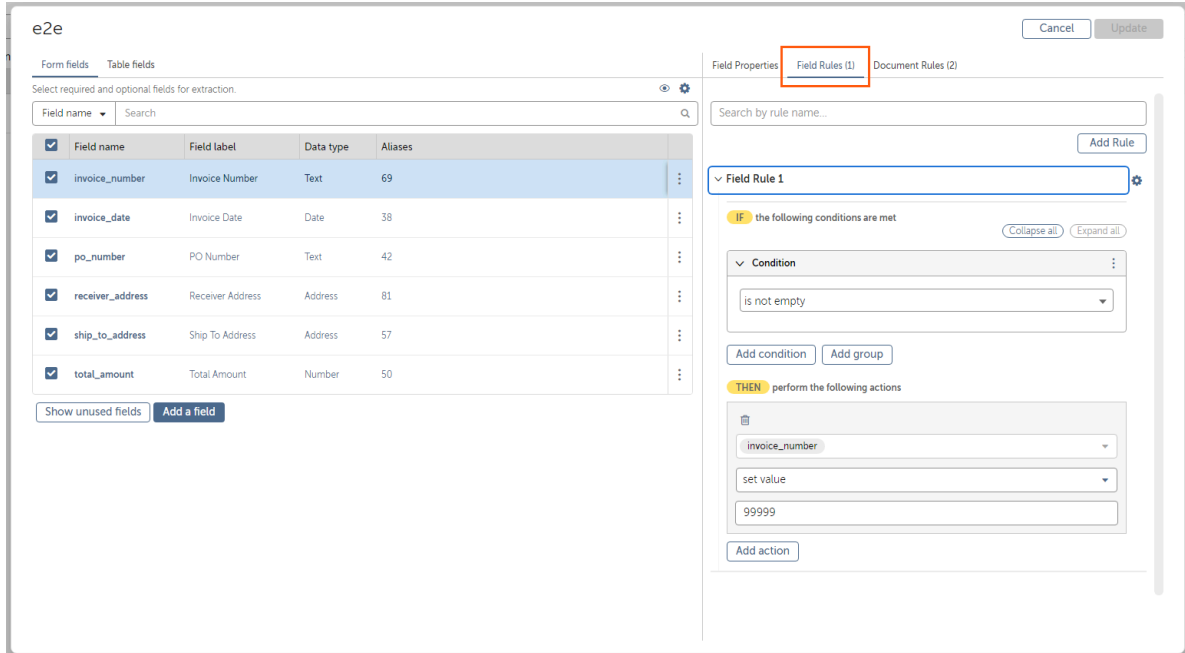 e2e
Cancel
Update
Form fields Table fields
Select required and optional fields for extraction.
Field name Search
Field name Field label Data type Aliases
invoice_number Invoice Number Text 69
invoice_date Invoice Date Date 38
po_number PO Number Text 42
receiver_address Receiver Address Address 81
ship_to_address Ship To Address Address 57
total_amount Total Amount Number 50
Show unused fields Add a field
Field Properties Field Rules (1) Document Rules (2)
Search by rule name...
Add Rule
Field Rule 1
IF the following conditions are met
Collapse all Expand all
Condition
is not empty
Add condition Add group
THEN perform the following actions
invoice_number
set value
99999
Add action